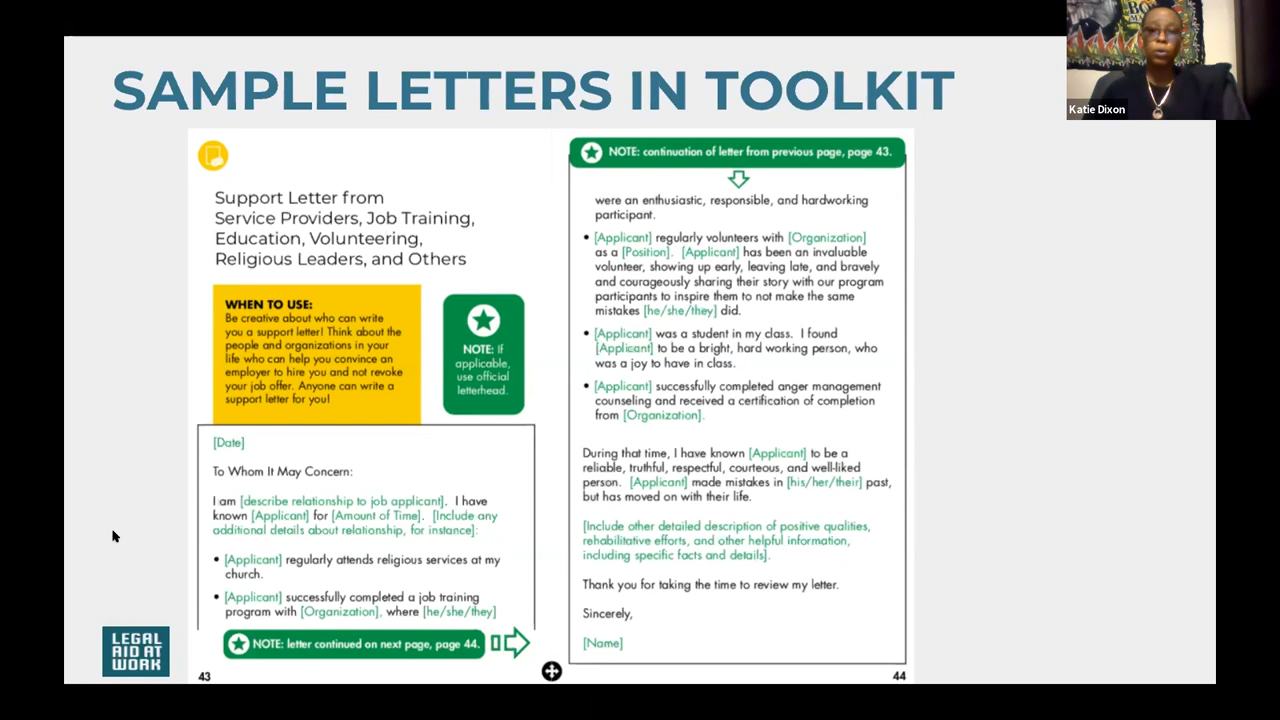 SAMPLE LETTERS IN TOOLKIT
Katie Dixon
Support Letter from
Service Providers, Job Training,
Education, Volunteering,
Religious Leaders, and Others
WHEN TO USE:
Be creative about who can write
you a support letter! Think about the
people and organizations in your
life who can help you convince an
employer to hire you and not revoke
your job offer. Anyone can write a
support letter for you!
NOTE: If
applicable,
use official
letterhead.
[Date]
To Whom It May Concern:
I am [describe relationship to job applicant]. I have
known [Applicant] for [Amount of Time]. [Include any
additional details about relationship, for instance]:
• [Applicant] regularly attends religious services at my
church.
• [Applicant] successfully completed a job training
program with [Organization], where [he/she/they]
NOTE: letter continued on next page, page 44.
43
NOTE: continuation of letter from previous page, page 43.
were an enthusiastic, responsible, and hardworking
participant.
• [Applicant] regularly volunteers with [Organization]
as a [Position]. [Applicant] has been an invaluable
volunteer, showing up early, leaving late, and bravely
and courageously sharing their story with our program
participants to inspire them to not make the same
mistakes [he/she/they] did.
• [Applicant] was a student in my class. I found
[Applicant] to be a bright, hard working person, who
was a joy to have in class.
• [Applicant] successfully completed anger management
counseling and received a certification of completion
from [Organization].
During that time, I have known [Applicant] to be a
reliable, truthful, respectful, courteous, and well-liked
person. [Applicant] made mistakes in [his/her/their] past,
but has moved on with their life.
[Include other detailed description of positive qualities,
rehabilitative efforts, and other helpful information,
including specific facts and details].
Thank you for taking the time to review my letter.
Sincerely,
[Name]
44
LEGAL
AID AT
WORK